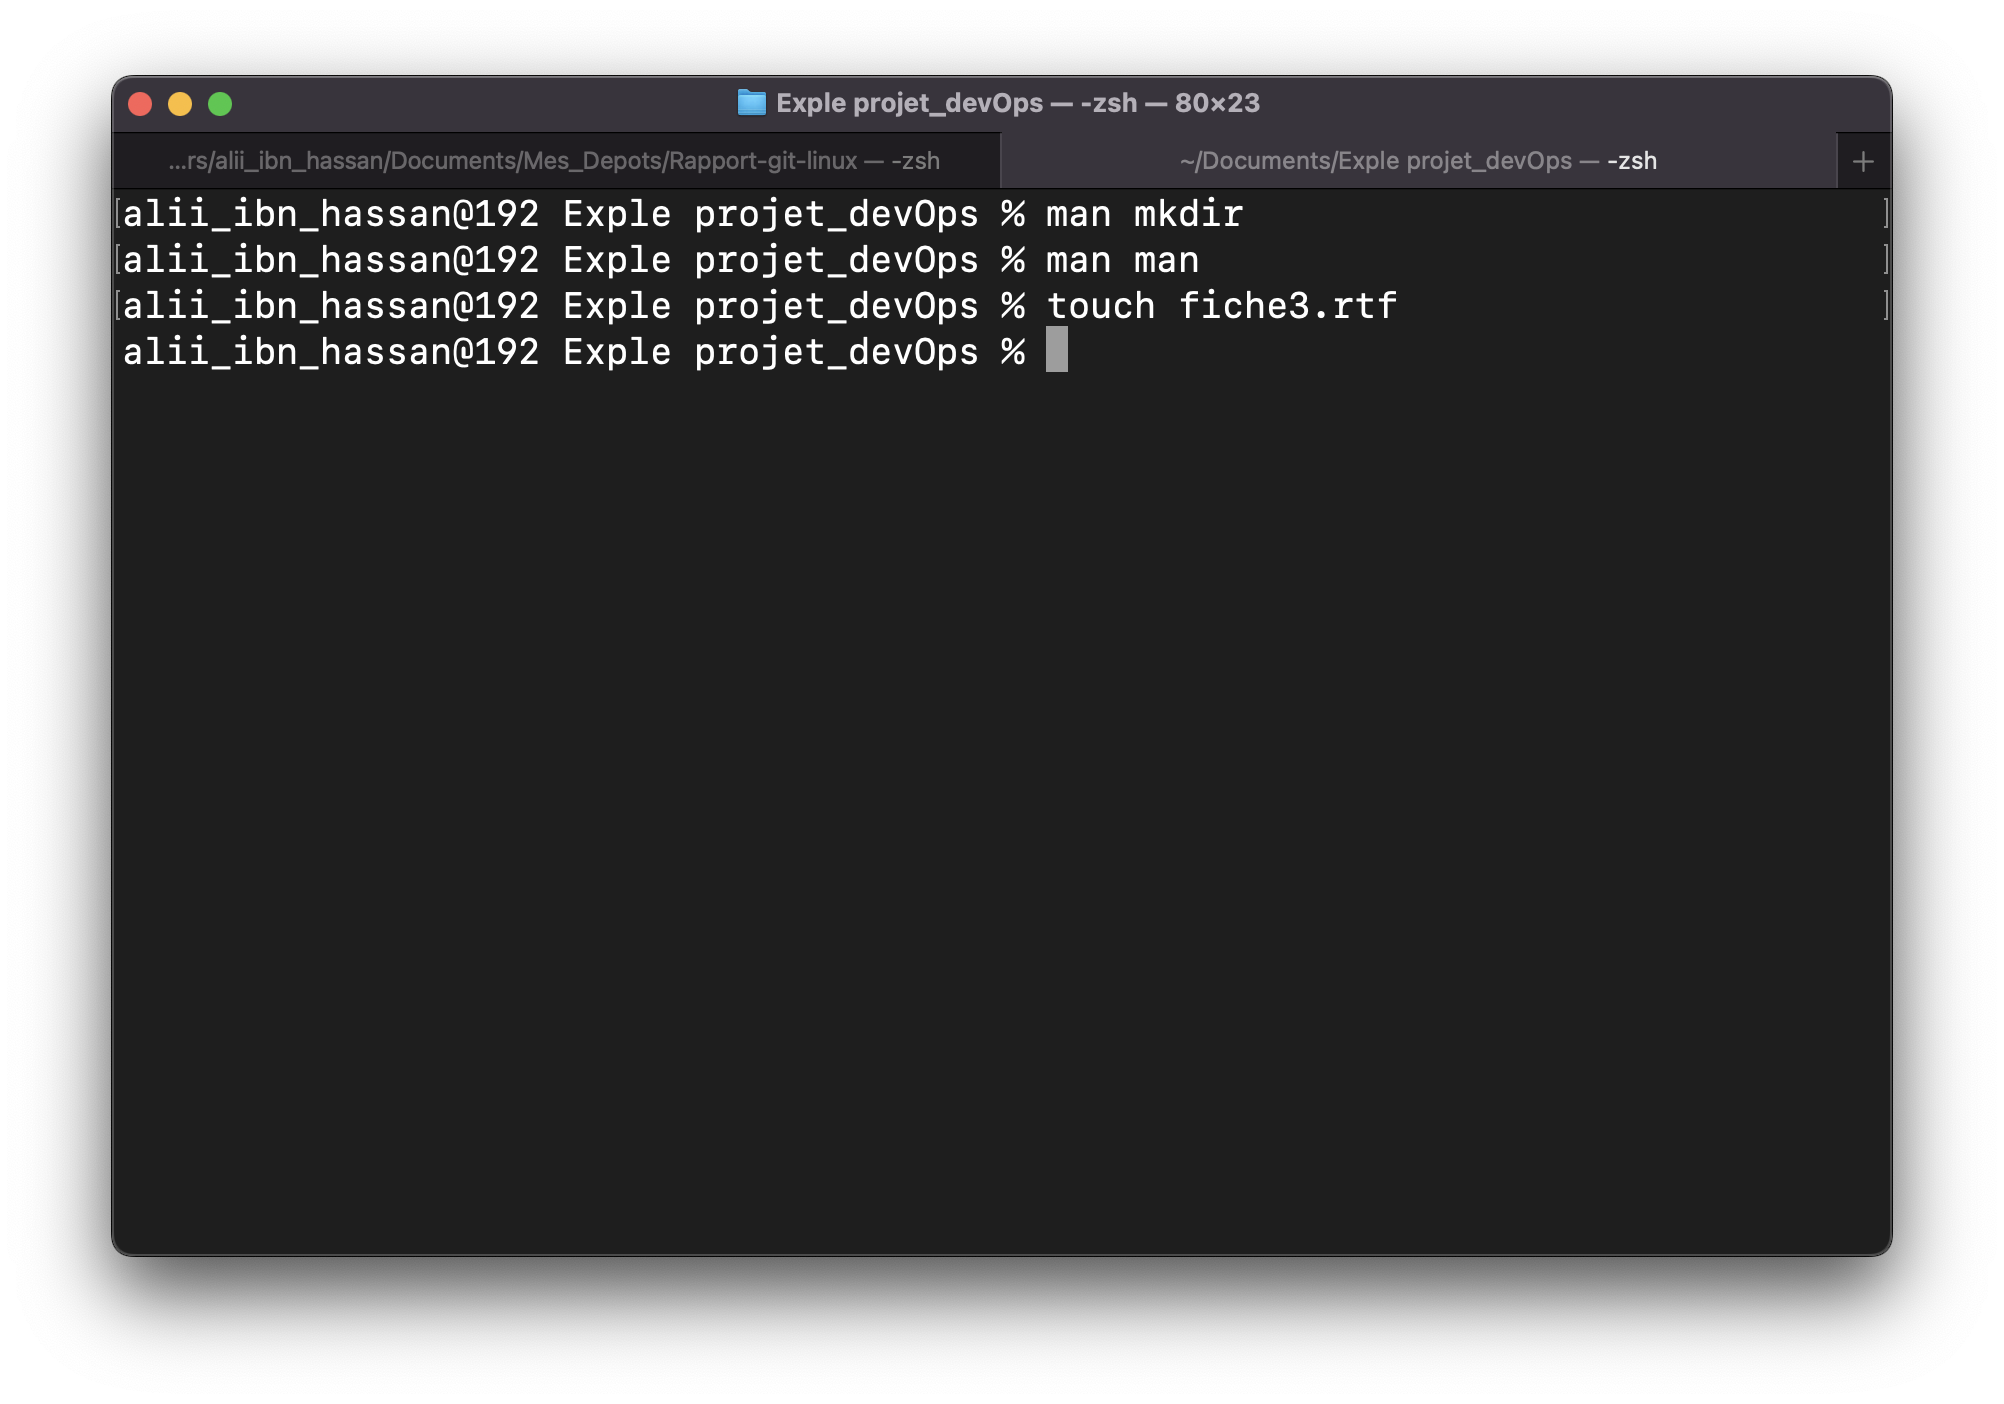 Exple projet_devOps — -zsh — 80×23
...rs/alii_ibn_hassan/Documents/Mes_Depots/Rapport-git-linux — -zsh
~/Documents/Exple projet_devOps — -zsh
+
[alii_ibn_hassan@192 Exple projet_devOps % man mkdir ]
[alii_ibn_hassan@192 Exple projet_devOps % man man ]
[alii_ibn_hassan@192 Exple projet_devOps % touch fiche3.rtf ]
alii_ibn_hassan@192 Exple projet_devOps %